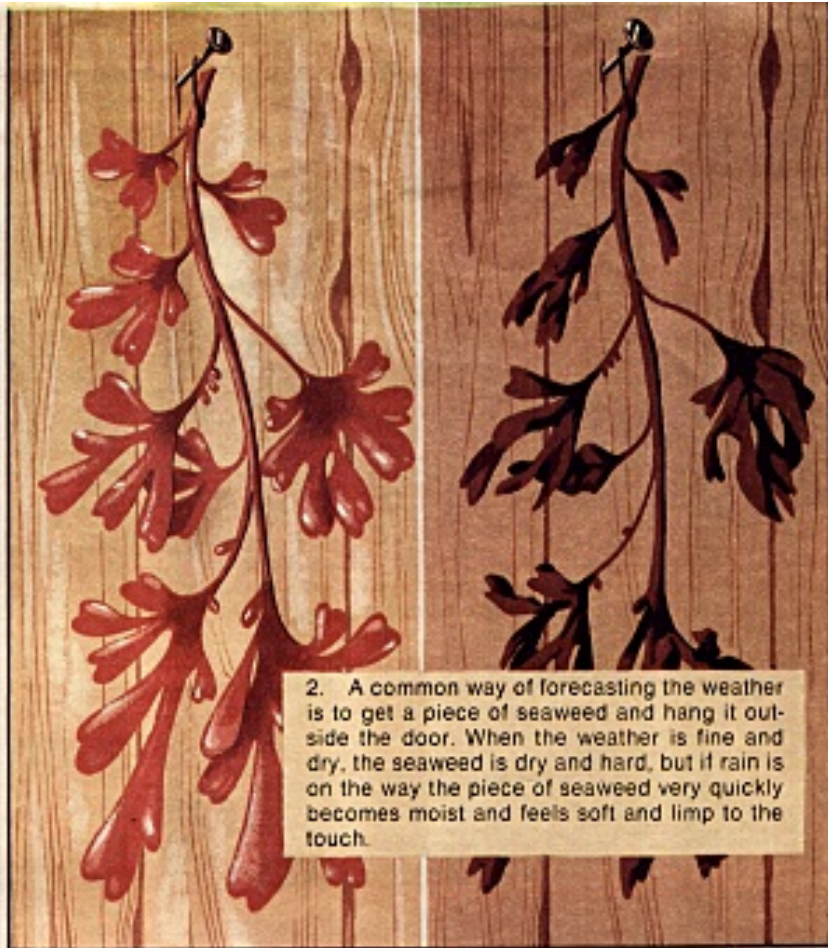 2. A common way of forecasting the weather
is to get a piece of seaweed and hang it out-
side the door. When the weather is fine and
dry, the seaweed is dry and hard, but if rain is
on the way the piece of seaweed very quickly
becomes moist and feels soft and limp to the
touch.